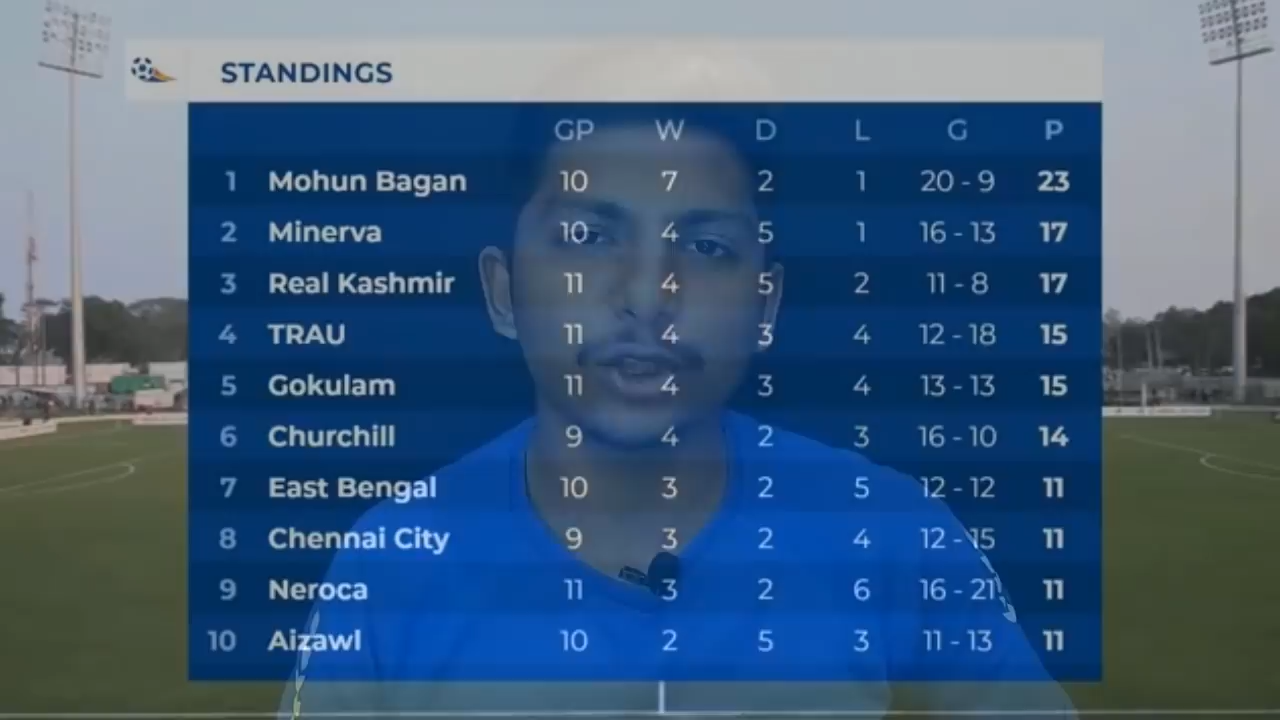 STANDINGS
GP W D L G P
1 Mohun Bagan 10 7 2 1 20 - 9 23
2 Minerva 10 4 5 1 16 - 13 17
3 Real Kashmir 11 4 5 2 11 - 8 17
4 TRAU 11 4 3 4 12 - 18 15
5 Gokulam 11 4 3 4 13 - 13 15
6 Churchill 9 4 2 3 16 - 10 14
7 East Bengal 10 3 2 5 12 - 12 11
8 Chennai City 9 3 2 4 12 - 15 11
9 Neroca 11 3 2 6 16 - 21 11
10 Aizawl 10 2 5 3 11 - 13 11